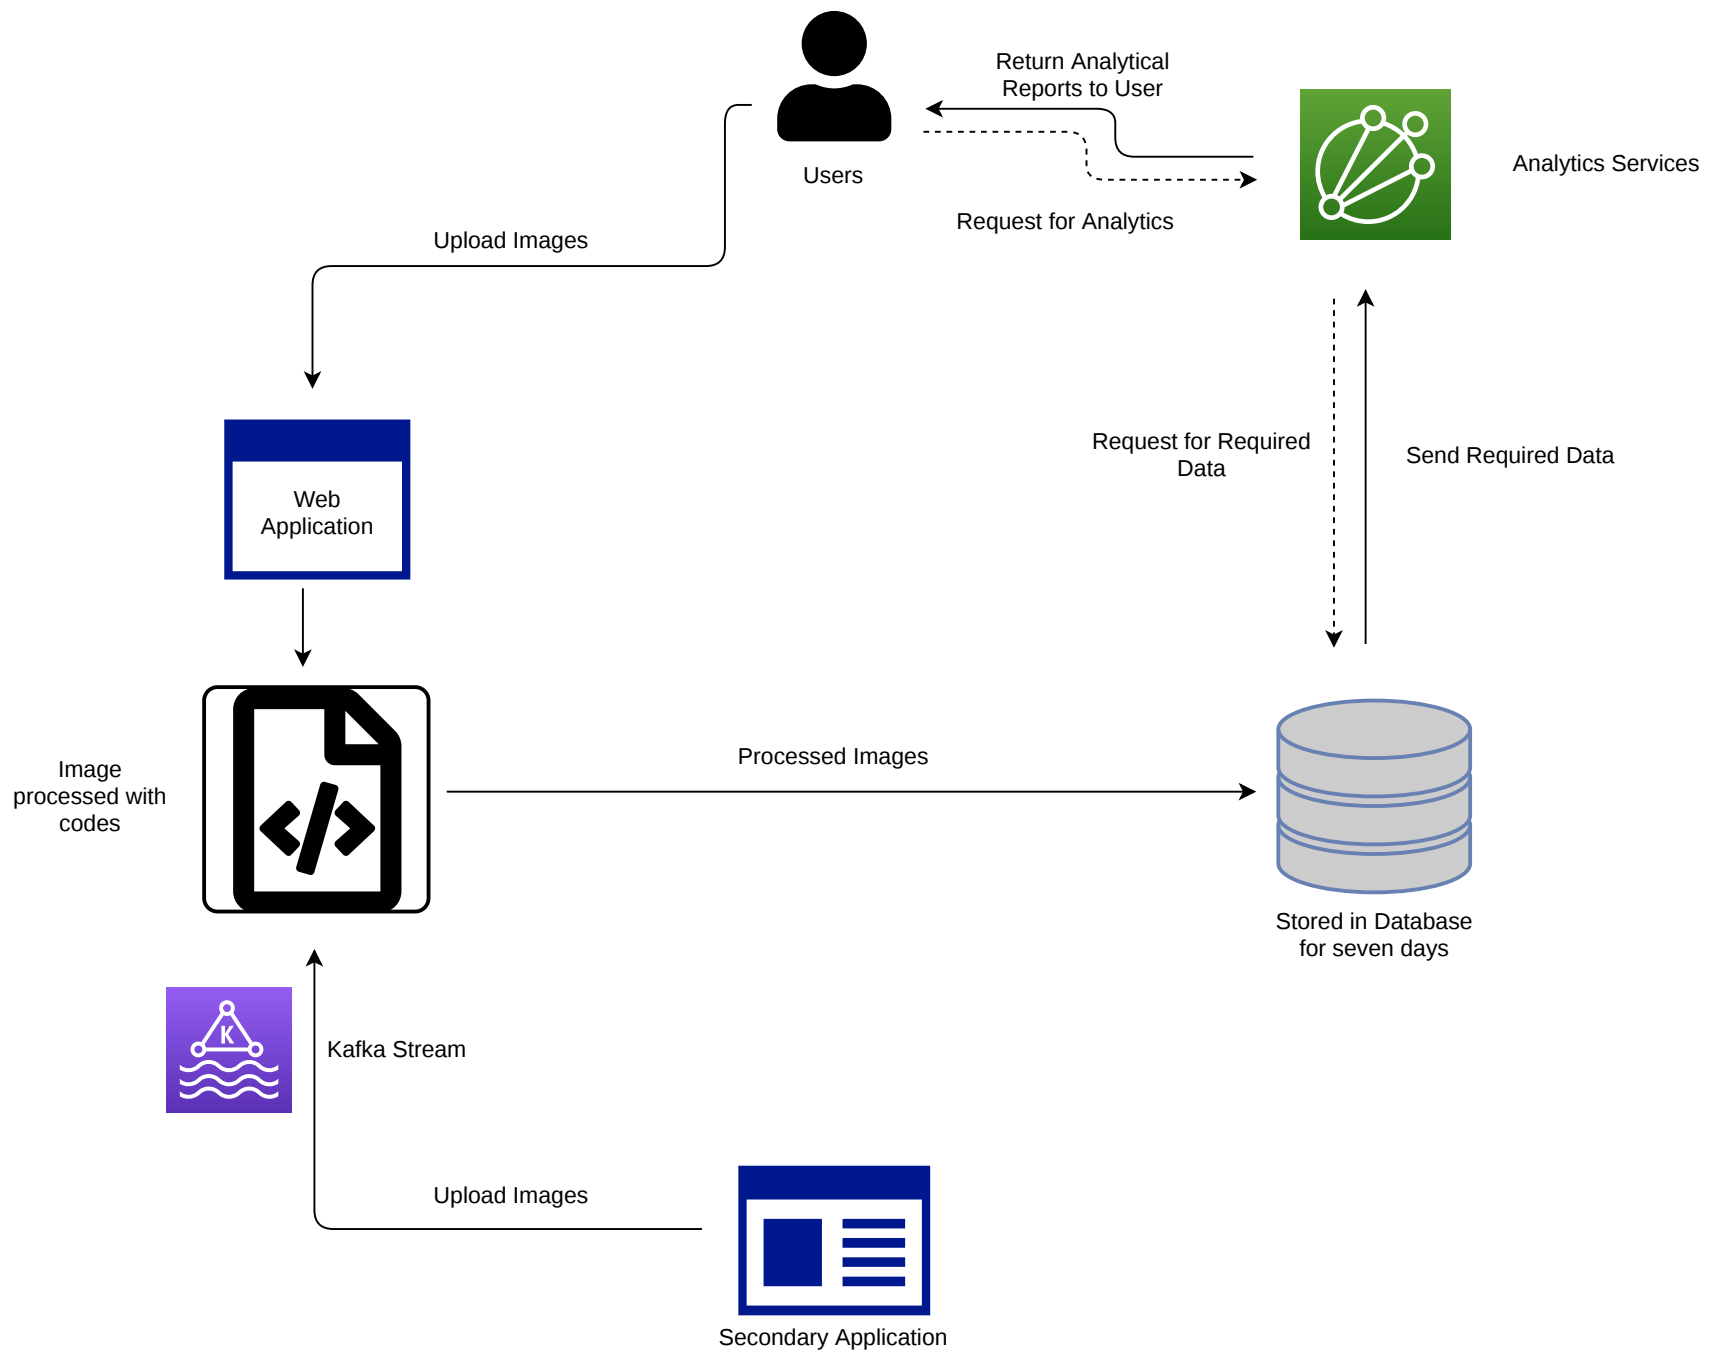 Return Analytical
Reports to User
Users
Analytics Services
Request for Analytics
Upload Images
Web
Application
Request for Required
Data
Send Required Data
Image
processed with
codes
Processed Images
Stored in Database
for seven days
K
Kafka Stream
Upload Images
Secondary Application